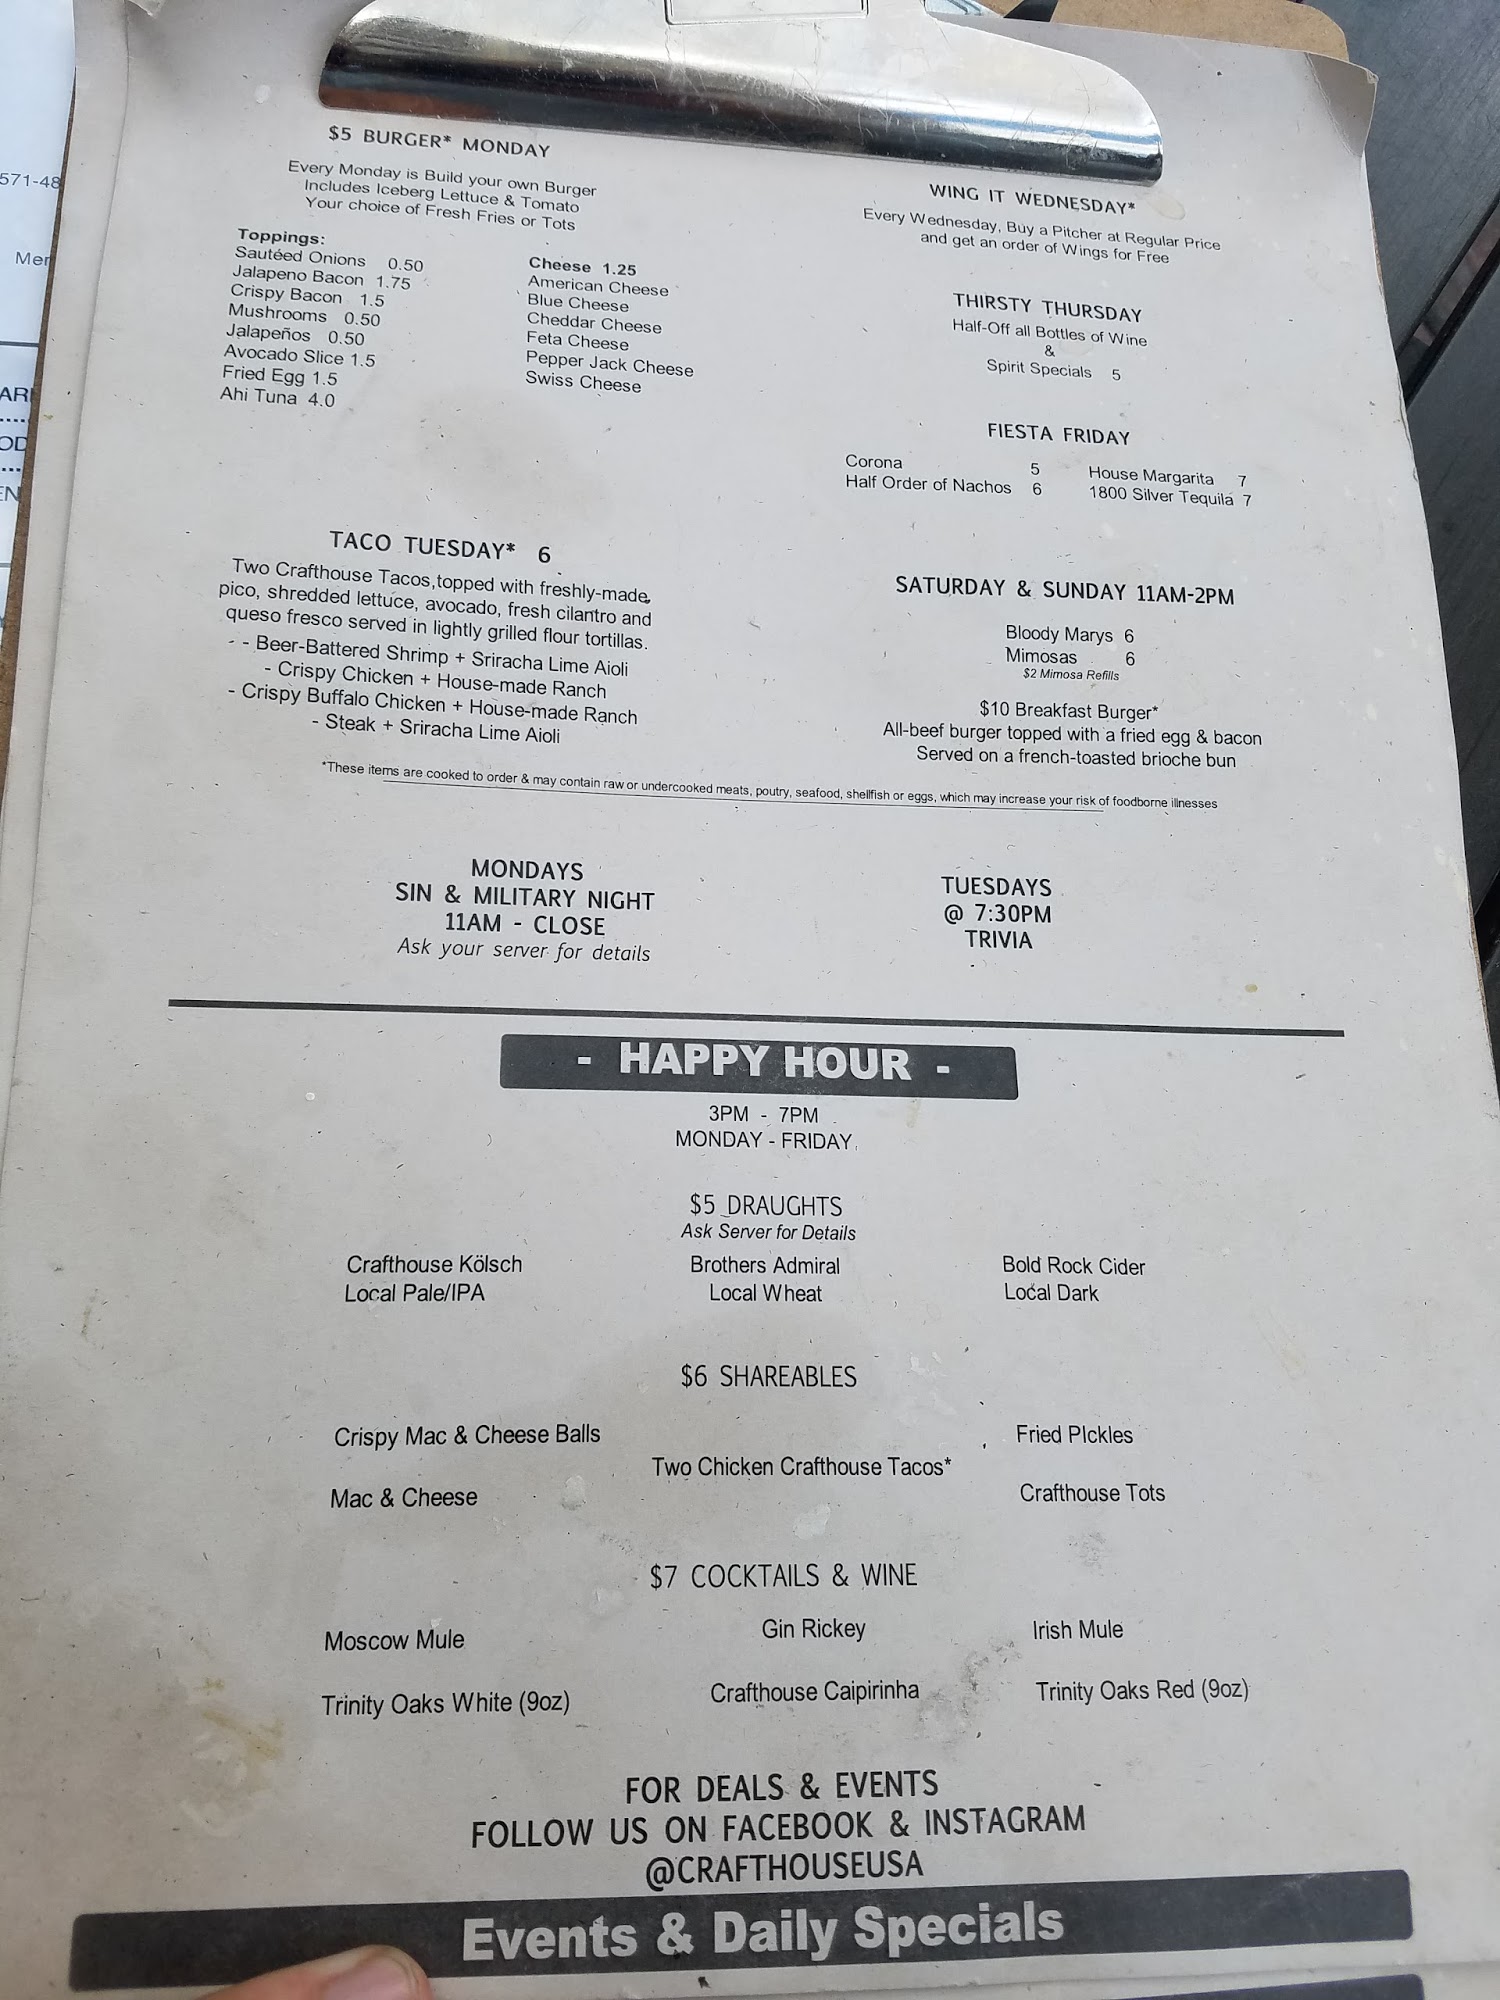 $5 BURGER* MONDAY
Every Monday is Build your own Burger
Includes Iceberg Lettuce & Tomato
Your choice of Fresh Fries or Tots
Toppings:
Sautéed Onions 0.50
Jalapeno Bacon 1.75
Crispy Bacon 1.5
Mushrooms 0.50
Jalapeños 0.50
Avocado Slice 1.5
Fried Egg 1.5
Ahi Tuna 4.0
Cheese 1.25
American Cheese
Blue Cheese
Cheddar Cheese
Feta Cheese
Pepper Jack Cheese
Swiss Cheese
TACO TUESDAY* 6
Two Crafthouse Tacos,topped with freshly-made
pico, shredded lettuce, avocado, fresh cilantro and
queso fresco served in lightly grilled flour tortillas.
- Beer-Battered Shrimp + Sriracha Lime Aioli
- Crispy Chicken + House-made Ranch
- Crispy Buffalo Chicken + House-made Ranch
- Steak + Sriracha Lime Aioli
WING IT WEDNESDAY*
Every Wednesday, Buy a Pitcher at Regular Price
and get an order of Wings for Free
THIRSTY THURSDAY
Half-Off all Bottles of Wine
&
Spirit Specials 5
FIESTA FRIDAY
Corona 5 House Margarita 7
Half Order of Nachos 6 1800 Silver Tequila 7
SATURDAY & SUNDAY 11AM-2PM
Bloody Marys 6
Mimosas 6
$2 Mimosa Refills
$10 Breakfast Burger*
All-beef burger topped with a fried egg & bacon
Served on a french-toasted brioche bun
*These items are cooked to order & may contain raw or undercooked meats, poutry, seafood, shellfish or eggs, which may increase your risk of foodborne illnesses
MONDAYS
SIN & MILITARY NIGHT
11AM - CLOSE
Ask your server for details
TUESDAYS
@ 7:30PM
TRIVIA
- HAPPY HOUR -
3PM - 7PM
MONDAY - FRIDAY
$5 DRAUGHTS
Ask Server for Details
Crafthouse Kölsch Brothers Admiral Bold Rock Cider
Local Pale/IPA Local Wheat Local Dark
$6 SHAREABLES
Crispy Mac & Cheese Balls Fried PIckles
Two Chicken Crafthouse Tacos*
Mac & Cheese Crafthouse Tots
$7 COCKTAILS & WINE
Moscow Mule Gin Rickey Irish Mule
Trinity Oaks White (9oz) Crafthouse Caipirinha Trinity Oaks Red (9oz)
FOR DEALS & EVENTS
FOLLOW US ON FACEBOOK & INSTAGRAM
@CRAFTHOUSEUSA
Events & Daily Specials
571-48